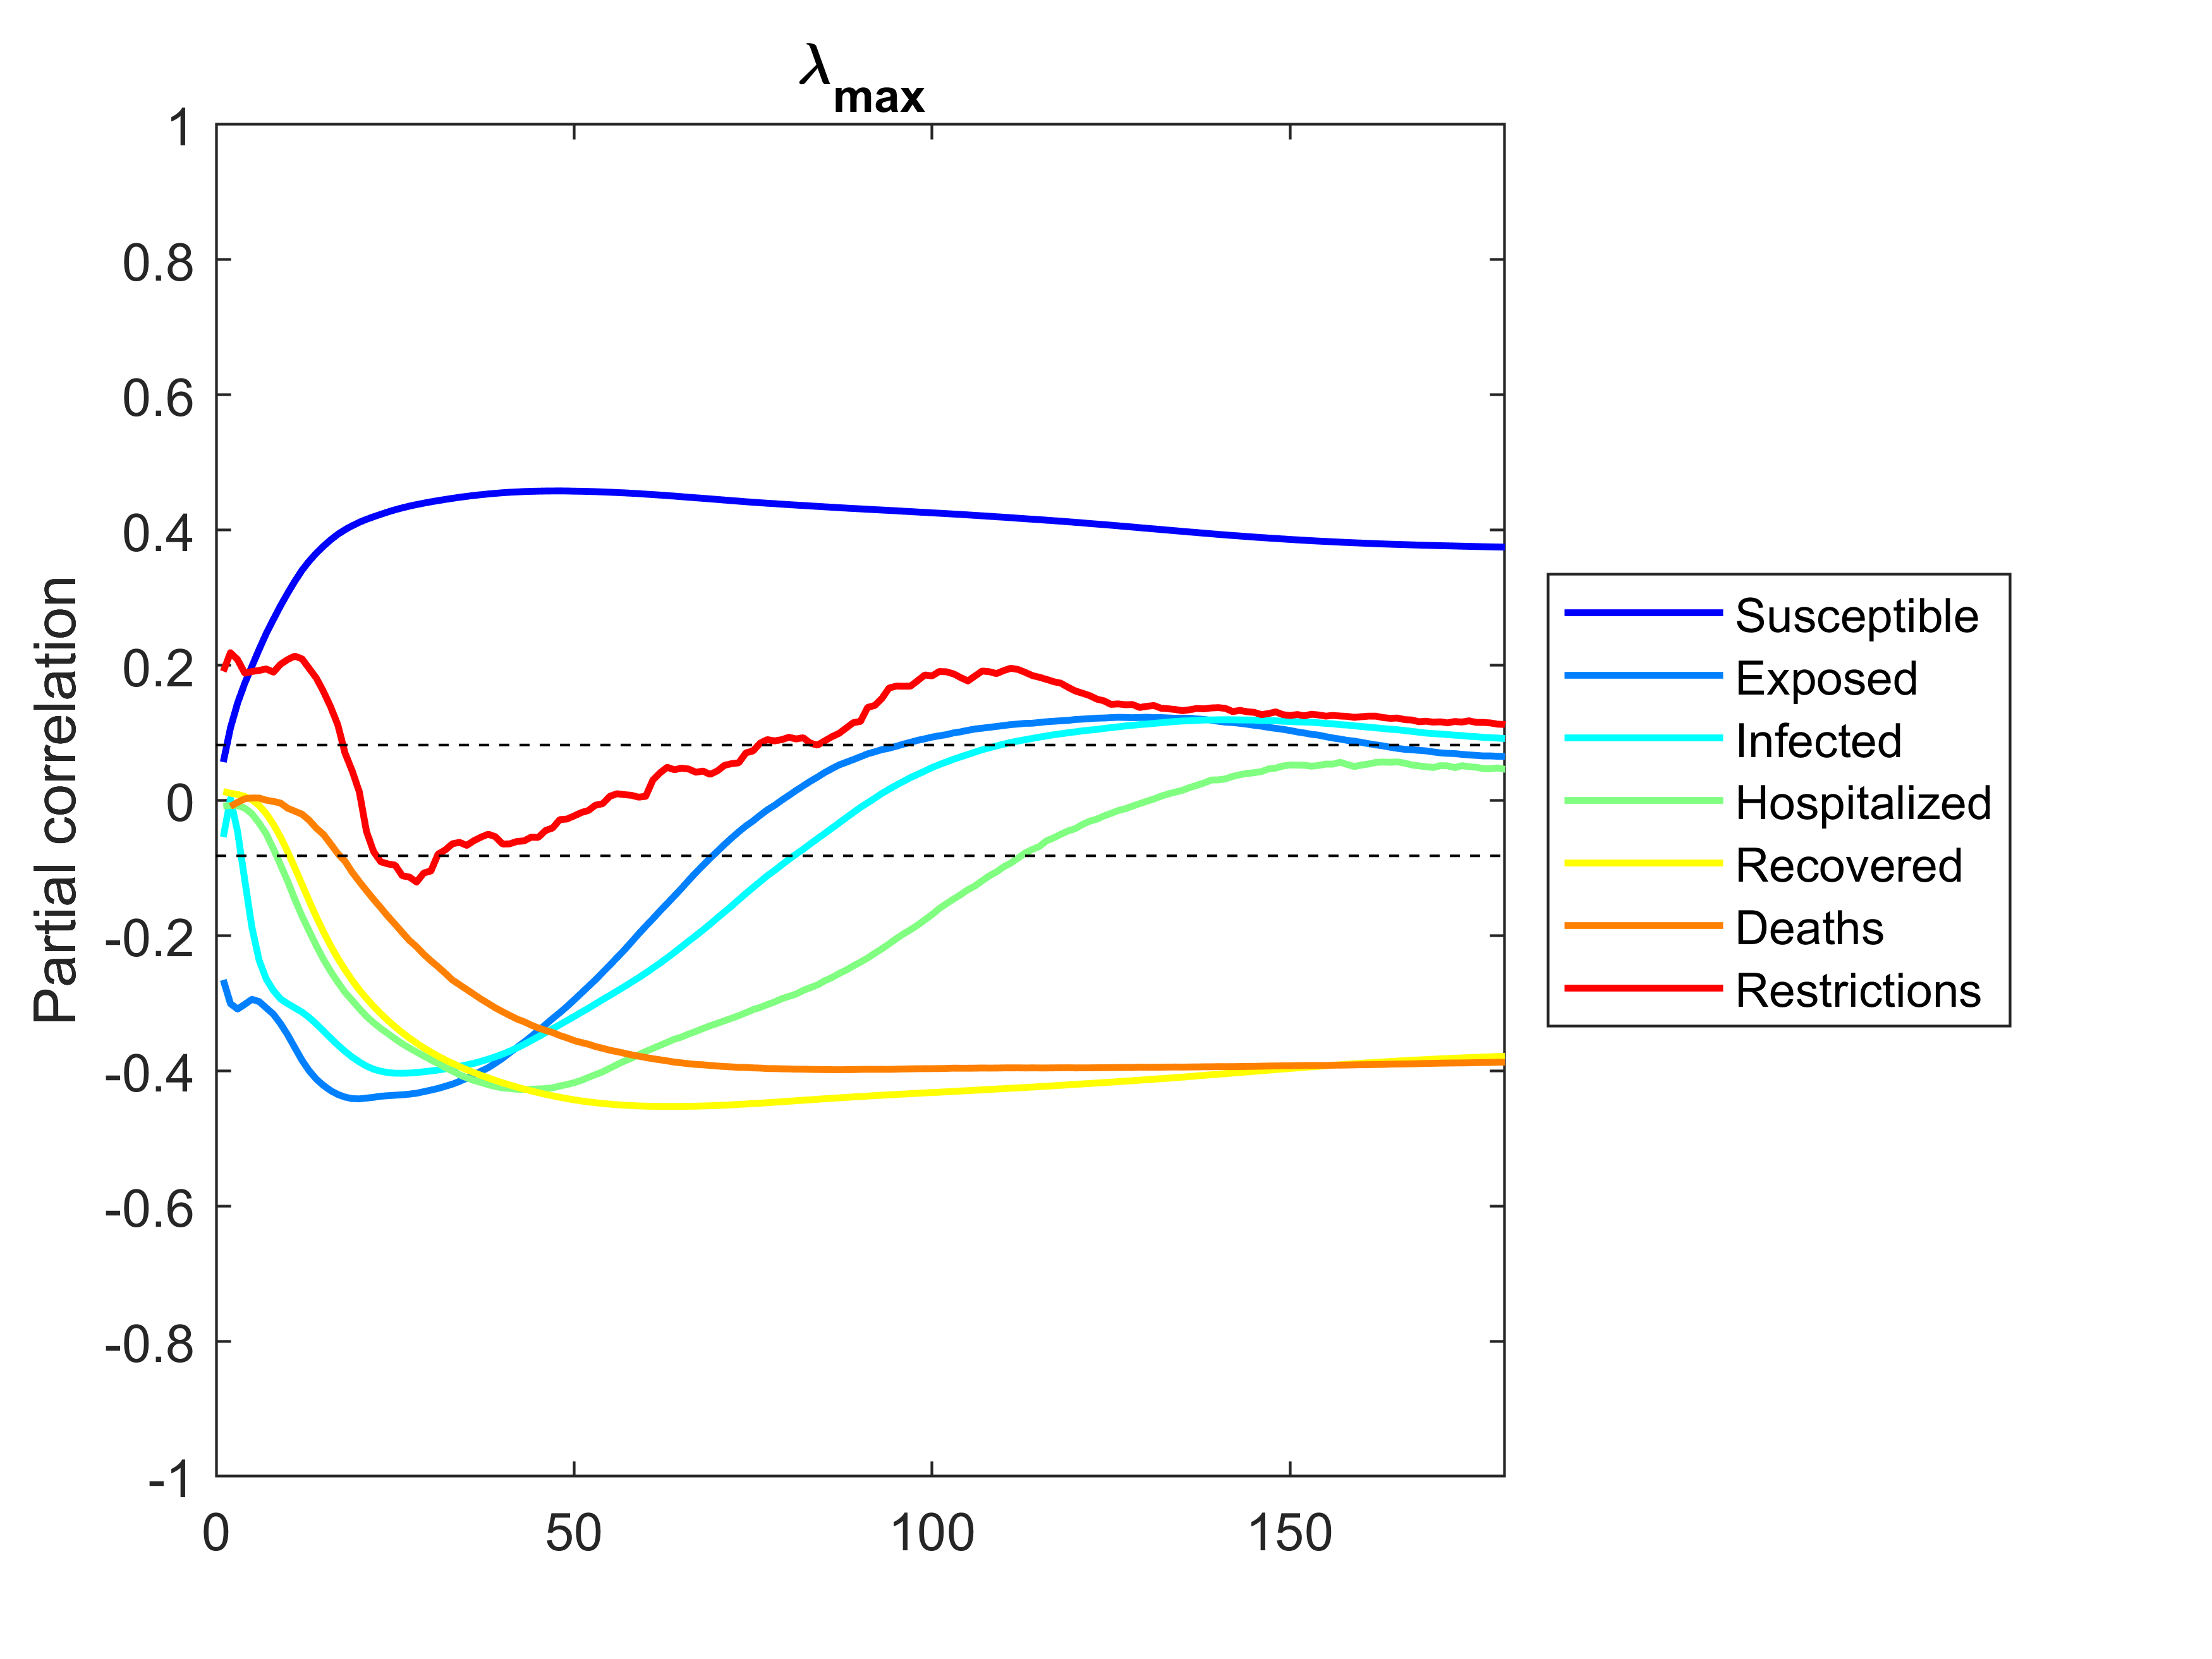 λmax
1
0.8
0.6
0.4
0.2
0
-0.2
-0.4
-0.6
-0.8
-1
Partial correlation
0 50 100 150
Susceptible
Exposed
Infected
Hospitalized
Recovered
Deaths
Restrictions